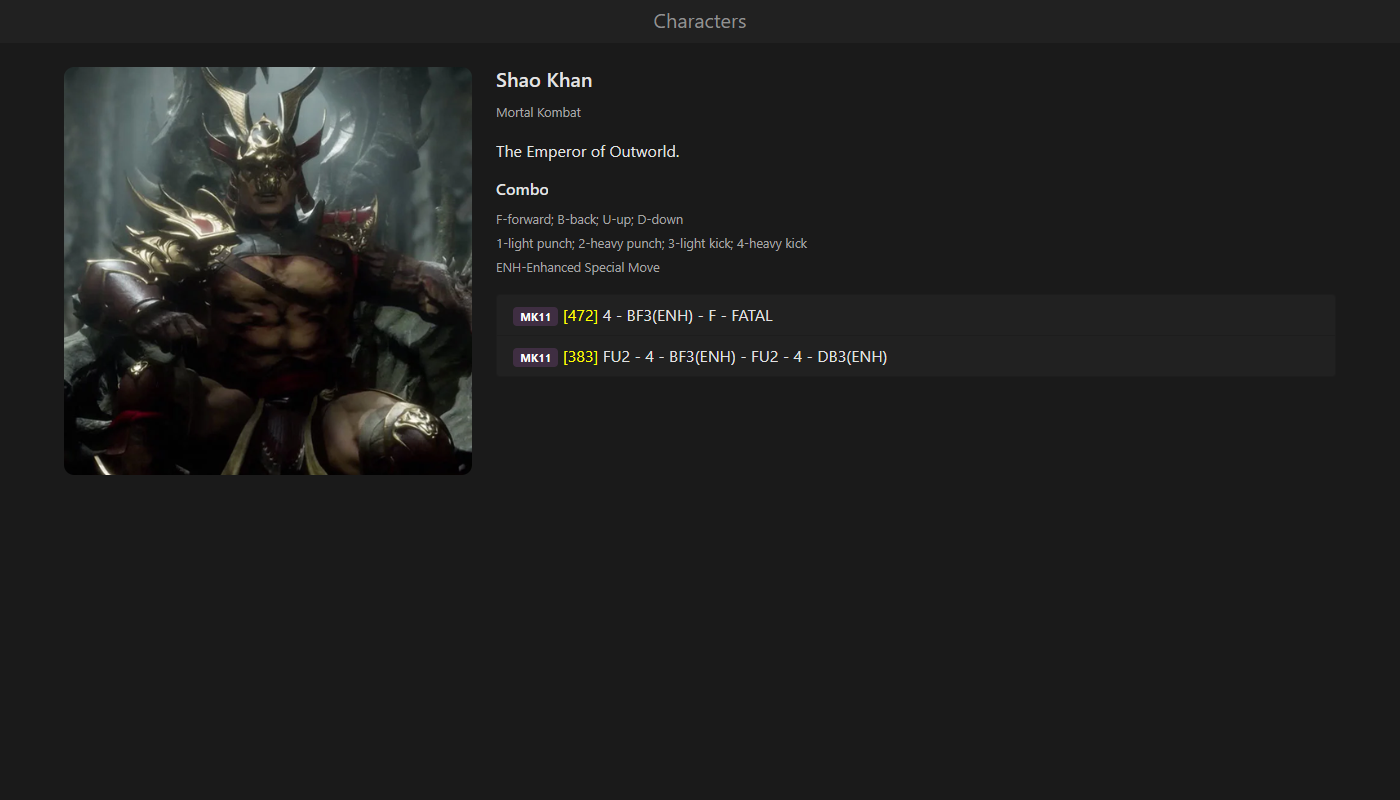 Characters
Shao Khan
Mortal Kombat
The Emperor of Outworld.
Combo
F-forward; B-back; U-up; D-down
1-light punch; 2-heavy punch; 3-light kick; 4-heavy kick
ENH-Enhanced Special Move
MK11 [472] 4 - BF3(ENH) - F - FATAL
MK11 [383] FU2 - 4 - BF3(ENH) - FU2 - 4 - DB3(ENH)